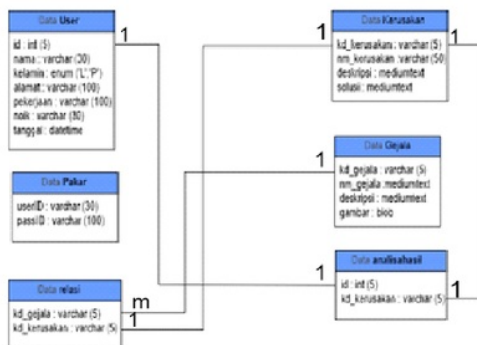 Data User
id : int (5)
nama : varchar (30)
kelamin : enum ('L','P')
alamat : varchar (100)
pekerjaan : varchar (100)
noik : varchar (30)
tanggal : datetime
1
Data Kerusakan
kd_kerusakan : varchar (5)
nm_kerusakan :varchar (50)
deskripsi : mediumtext
solusi : mediumtext
1
1
Data Gejala
kd_gejala : varchar (5)
nm_gejala :mediumtext
deskripsi : mediumtext
gambar : blob
1
Data Pakar
userID : varchar (30)
passID : varchar (100)
Data analisahasil
id : int (5)
kd_kerusakan : varchar (5)
1
1
Data relasi
kd_gejala : varchar (5)
kd_kerusakan : varchar (5)
m
1